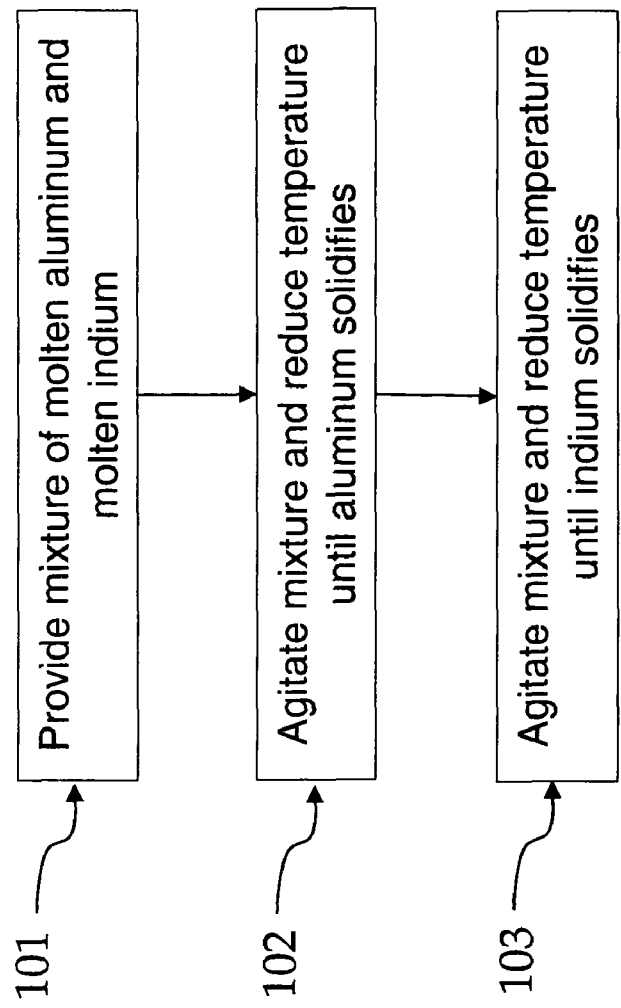 101
Provide mixture of molten aluminum and
molten indium
102
Agitate mixture and reduce temperature
until aluminum solidifies
103
Agitate mixture and reduce temperature
until indium solidifies